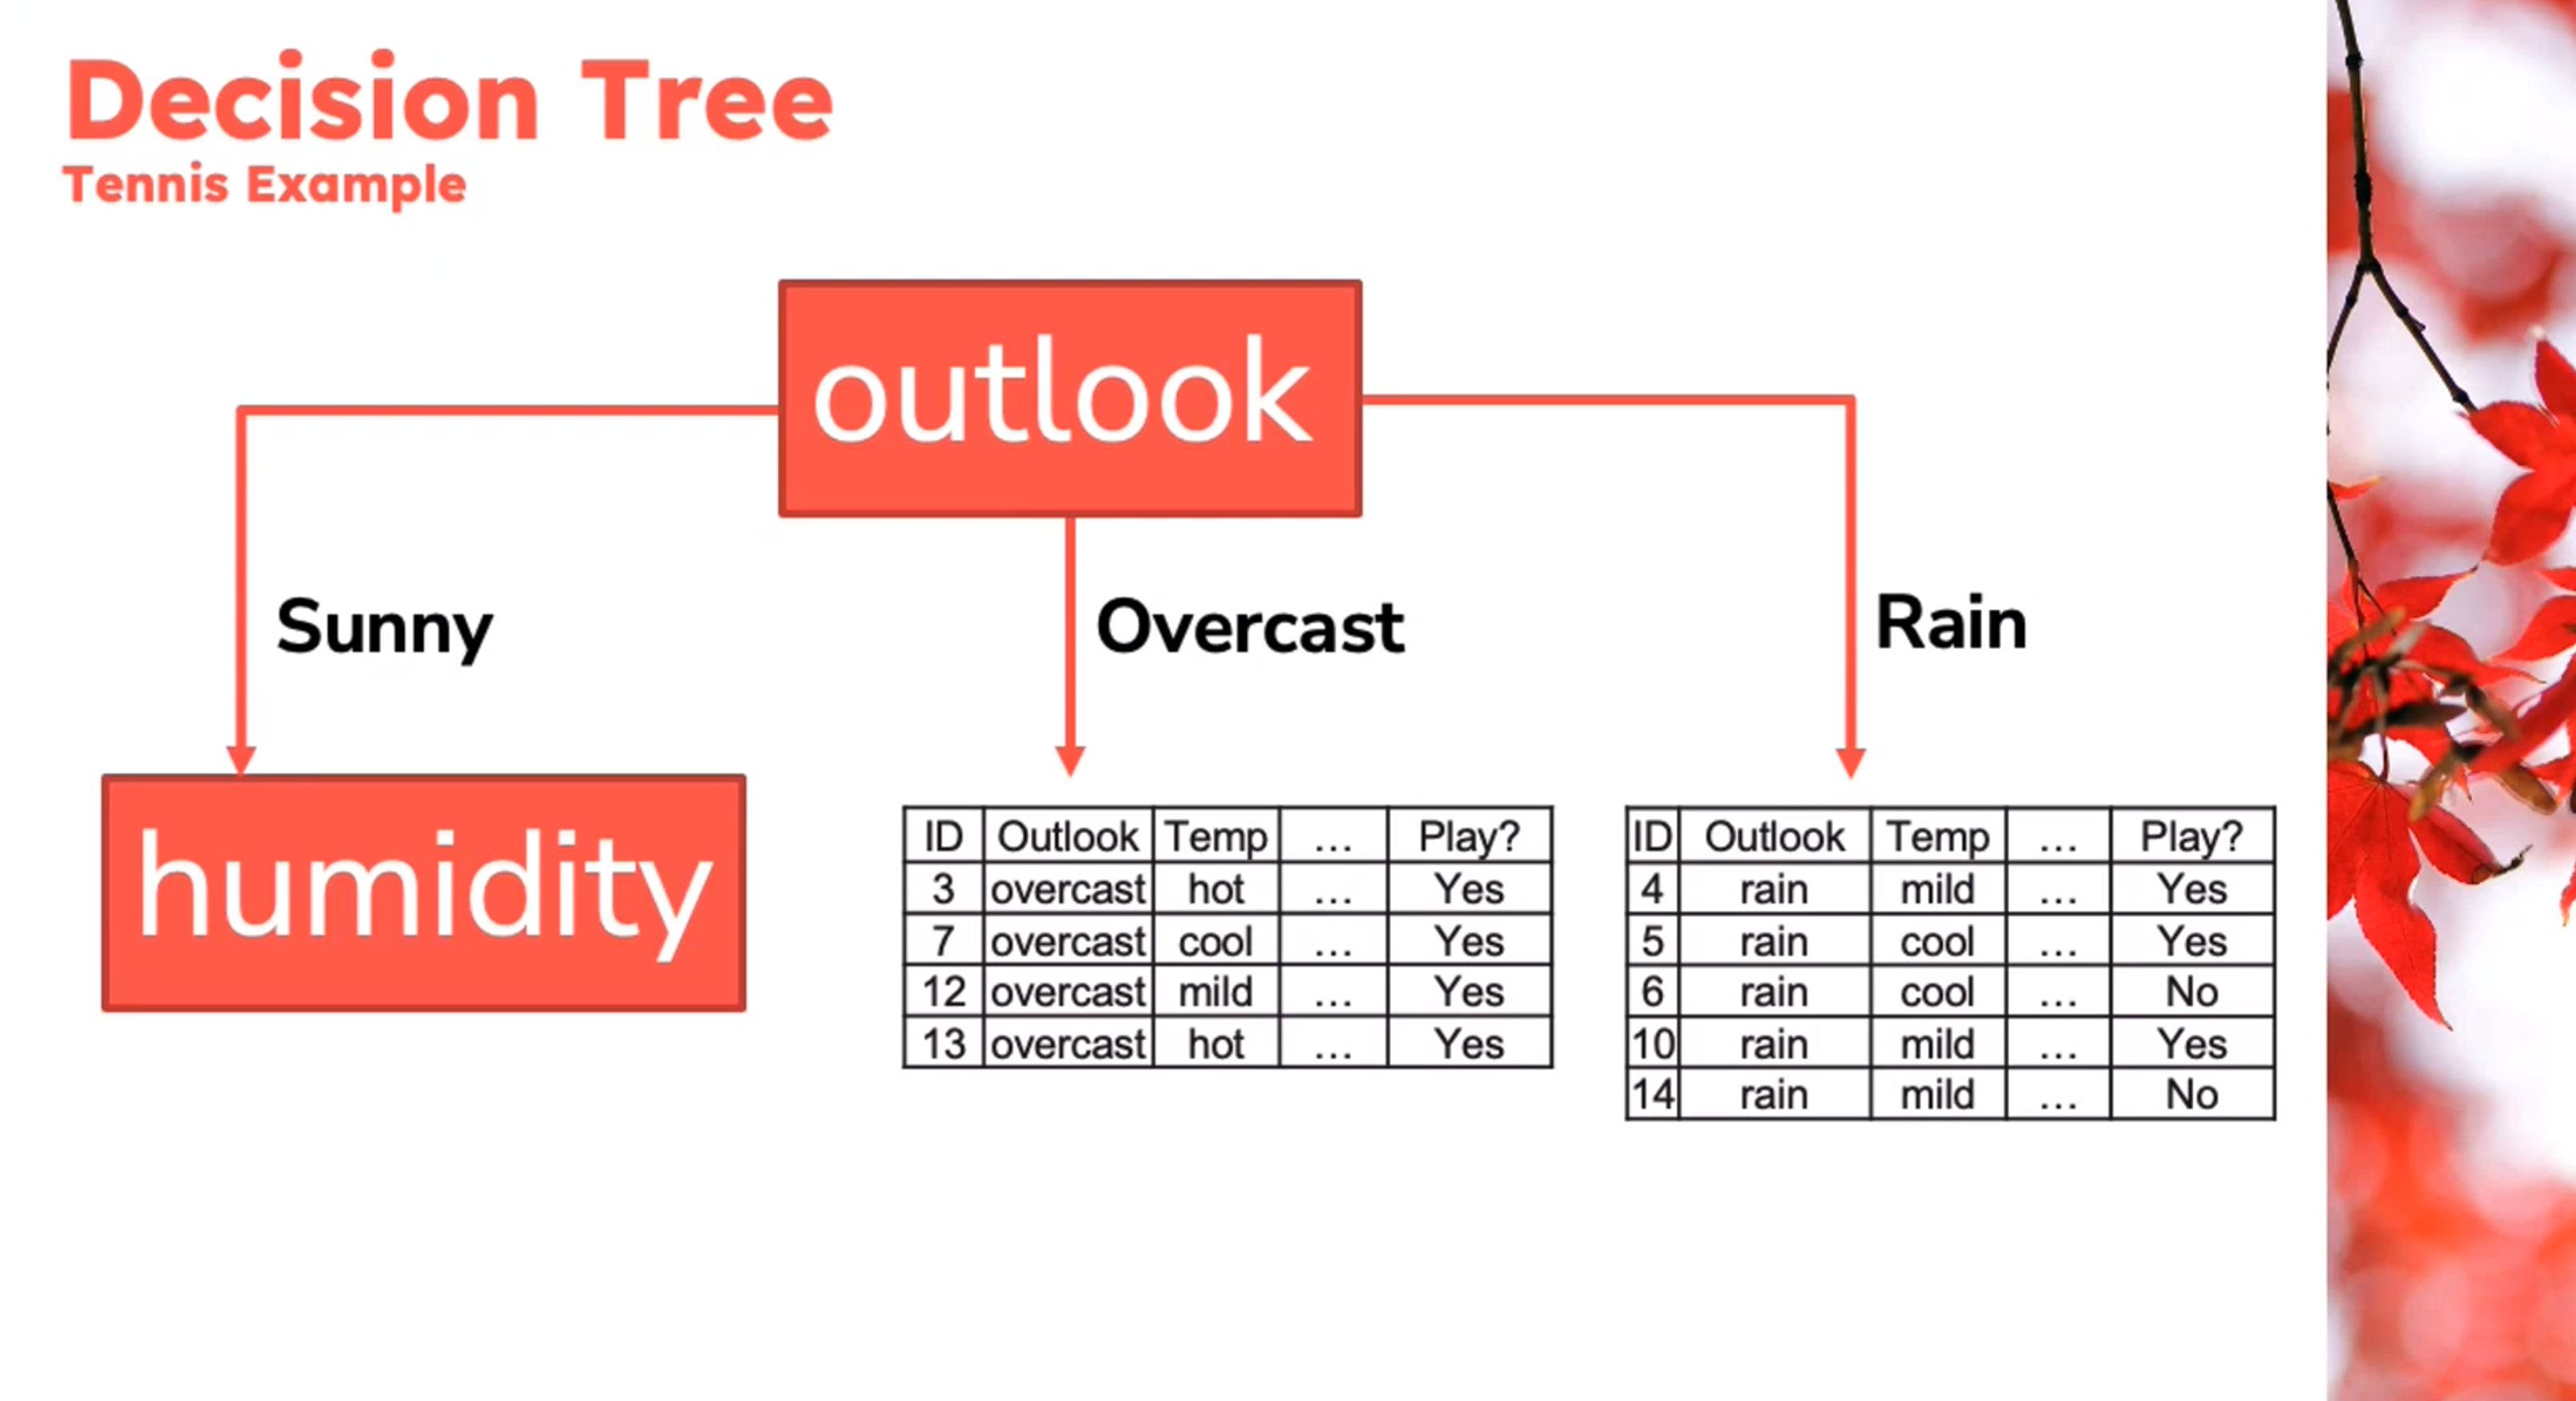 Decision Tree
Tennis Example
outlook
Sunny
Overcast
Rain
humidity
ID Outlook Temp ... Play?
3 overcast hot ... Yes
7 overcast cool ... Yes
12 overcast mild ... Yes
13 overcast hot ... Yes
ID Outlook Temp ... Play?
4 rain mild ... Yes
5 rain cool ... Yes
6 rain cool ... No
10 rain mild ... Yes
14 rain mild ... No